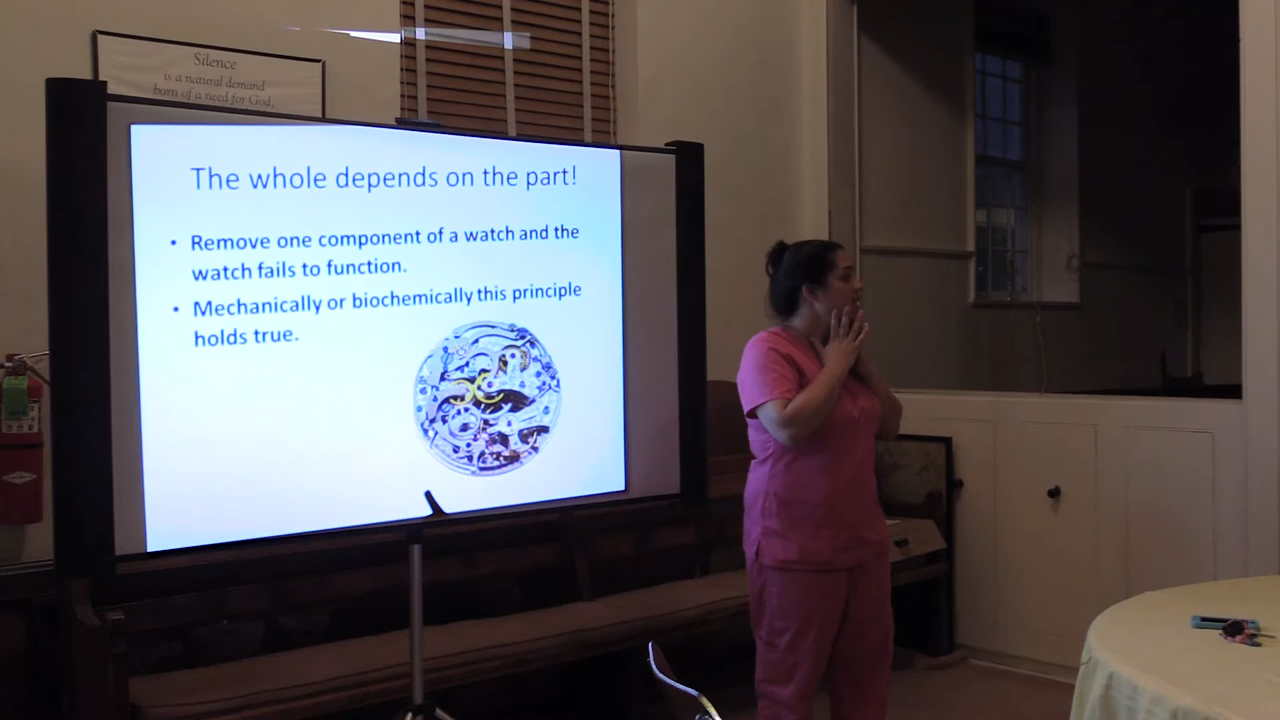 Silence
is a natural demand
born of a need for God,
The whole depends on the part!
• Remove one component of a watch and the
watch fails to function.
• Mechanically or biochemically this principle
holds true.